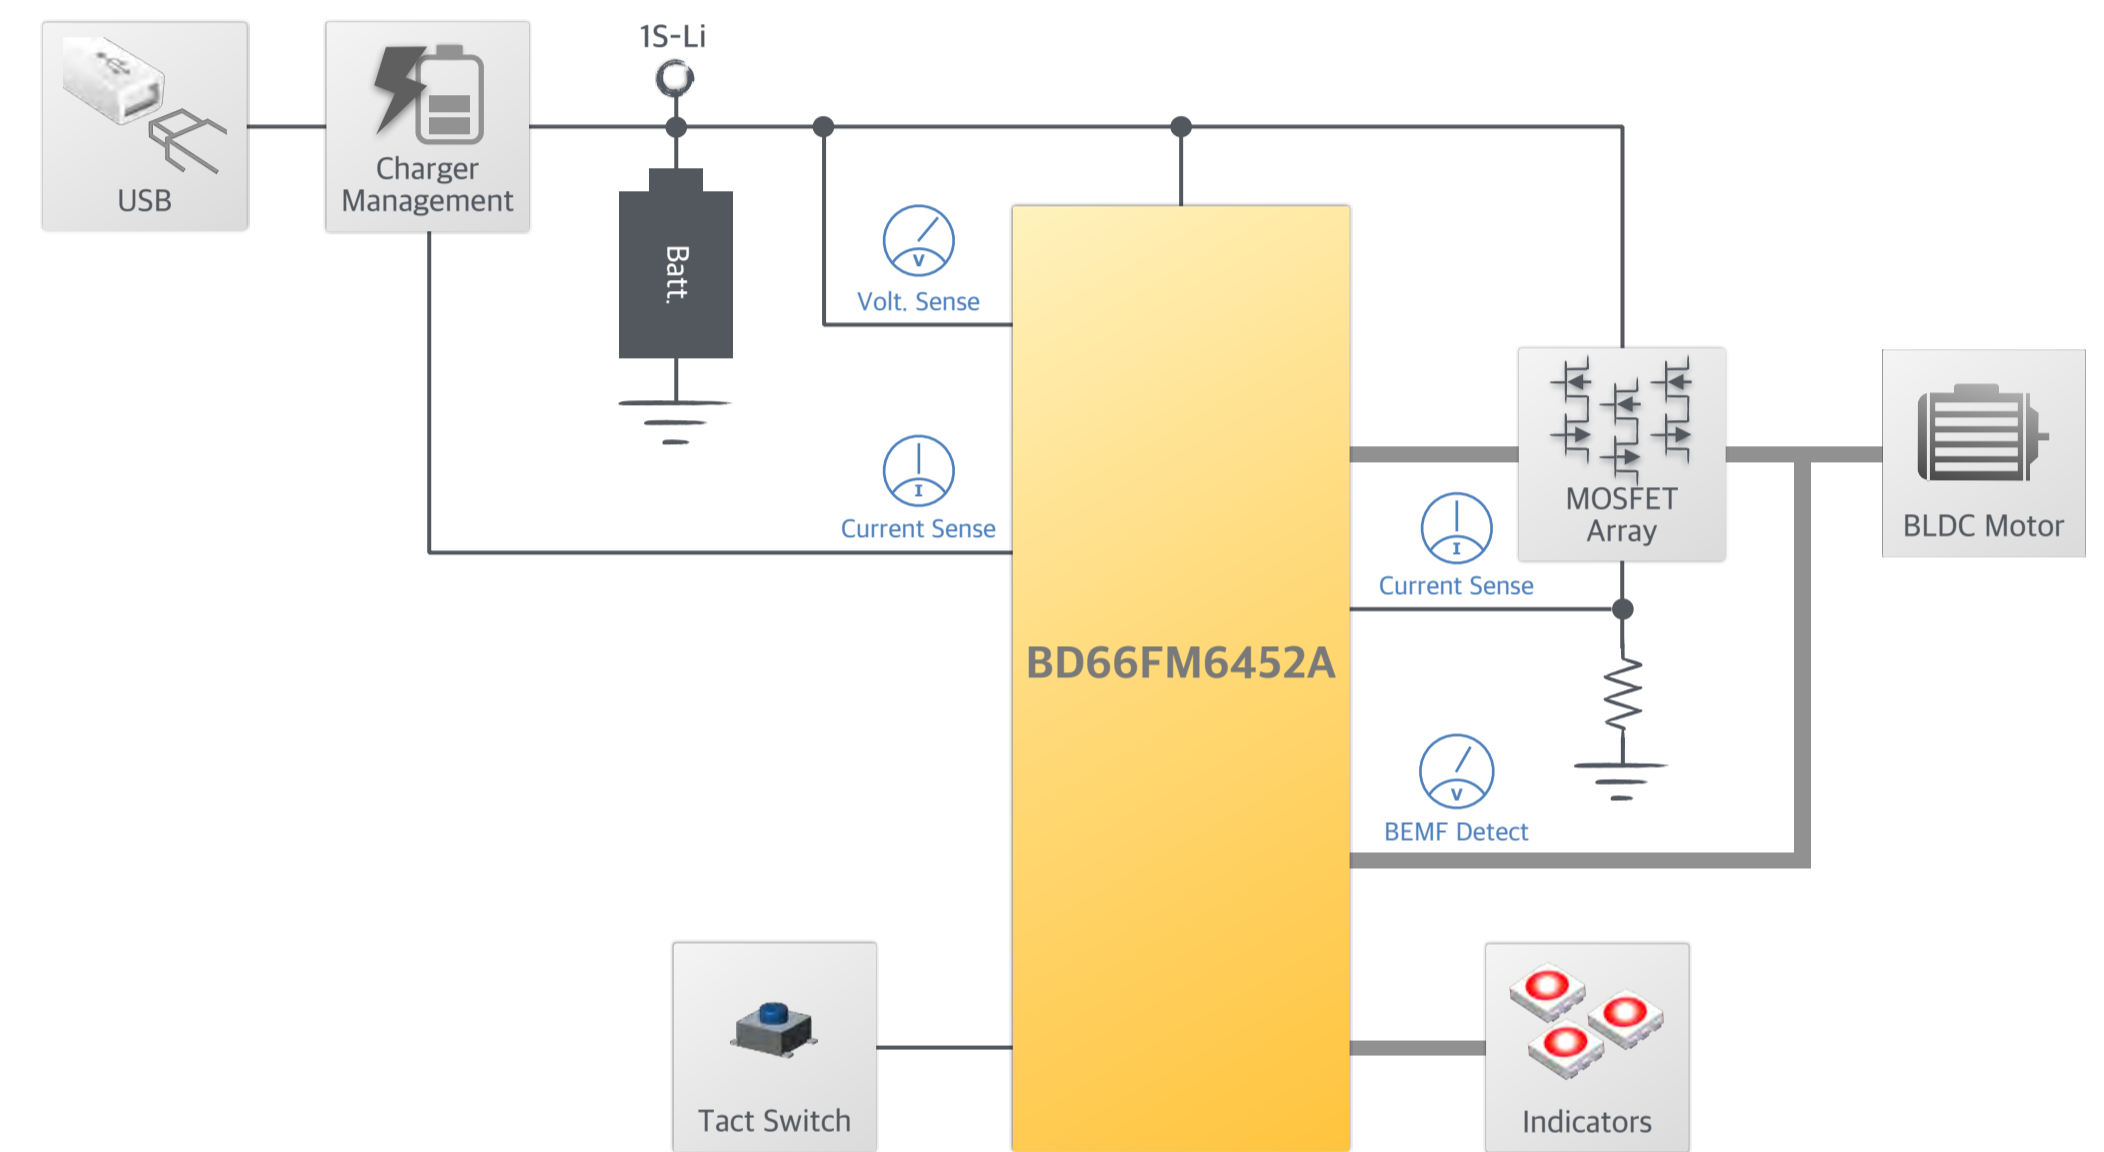 1S-Li
USB
Charger
Management
Batt.
V
Volt. Sense
I
Current Sense
MOSFET
Array
BLDC Motor
I
Current Sense
BD66FM6452A
V
BEMF Detect
Tact Switch
Indicators